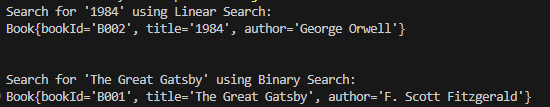 Search for '1984' using Linear Search:
Book{bookId='B002', title='1984', author='George Orwell'}
Search for 'The Great Gatsby' using Binary Search:
Book{bookId='B001', title='The Great Gatsby', author='F. Scott Fitzgerald'}